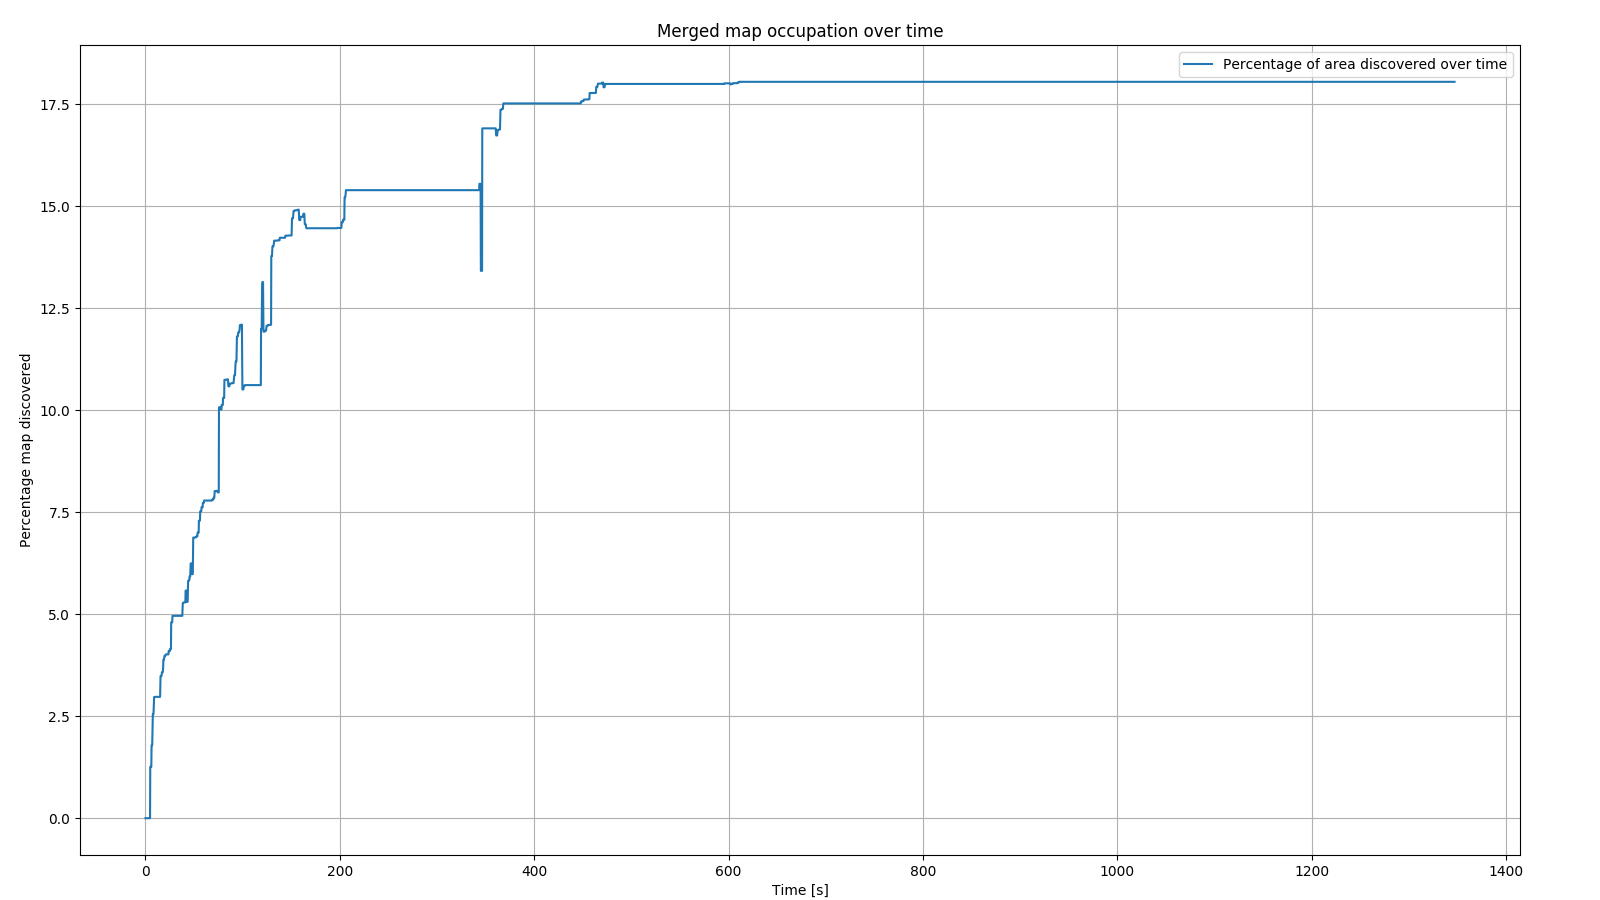 Merged map occupation over time
Percentage of area discovered over time
17.5
15.0
12.5
10.0
7.5
5.0
2.5
0.0
Percentage map discovered
0 200 400 600 800 1000 1200 1400
Time [s]